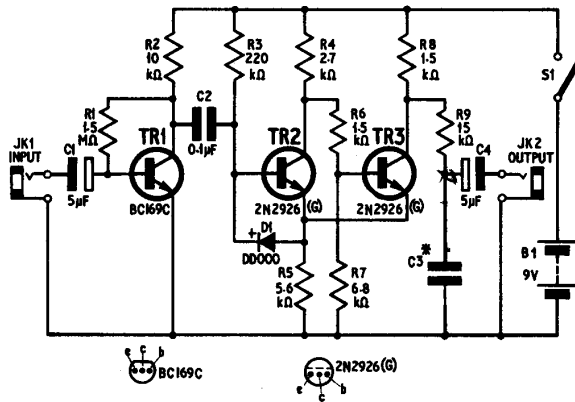 R2
10
kΩ
R3
220
kΩ
R4
2·7
kΩ
R8
1·5
kΩ
S1
R1
1·5
MΩ
C2
0·1µF
R6
1·5
kΩ
R9
15
kΩ
JK1
INPUT
C1
5µF
TR1
BC169C
TR2
2N2926 (G)
TR3
2N2926 (G)
C4
5µF
JK2
OUTPUT
+
D1
DD000
R5
5·6
kΩ
R7
6·8
kΩ
*
C3
B1
9V
e c b
BC169C
e c b
2N2926(G)